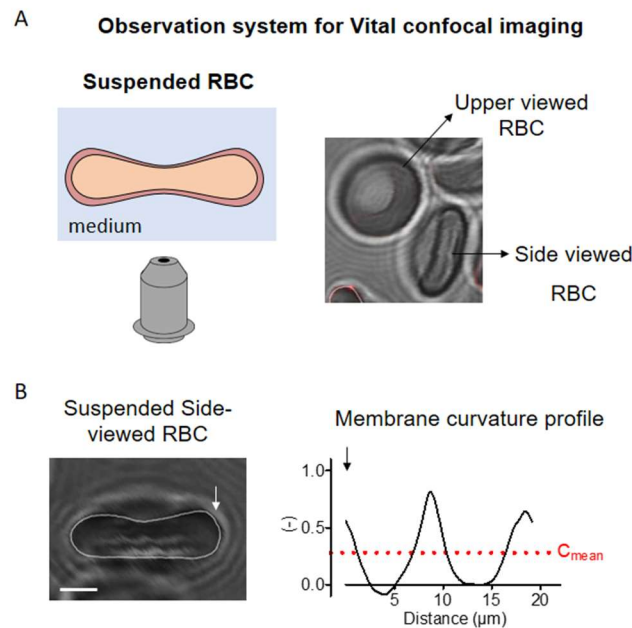 A
Observation system for Vital confocal imaging
Suspended RBC
medium
Upper viewed
RBC
Side viewed
RBC
B
Suspended Side-
viewed RBC
Membrane curvature profile
1.0
0.5
0.0
(-)
Cmean
5
10
15
20
Distance (µm)